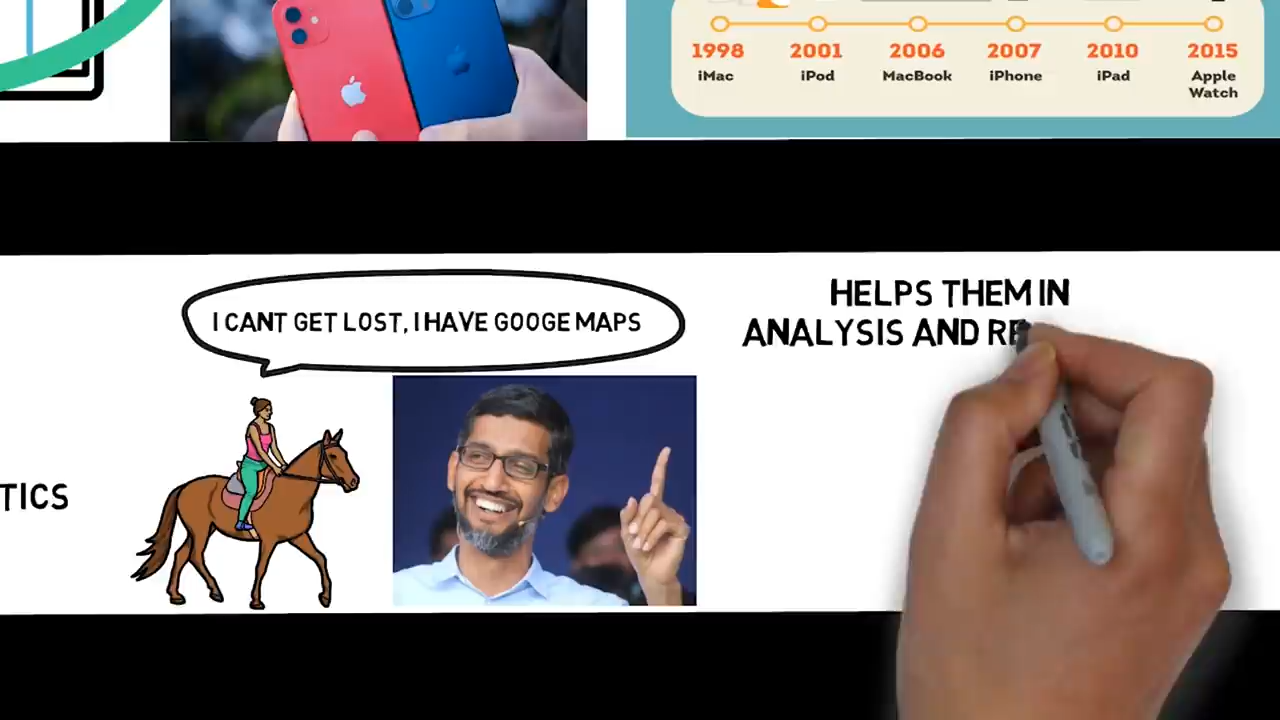 1998 2001 2006 2007 2010 2015
iMac iPod MacBook iPhone iPad Apple
Watch
I CANT GET LOST, I HAVE GOOGE MAPS
HELPS THEM IN
ANALYSIS AND
TICS